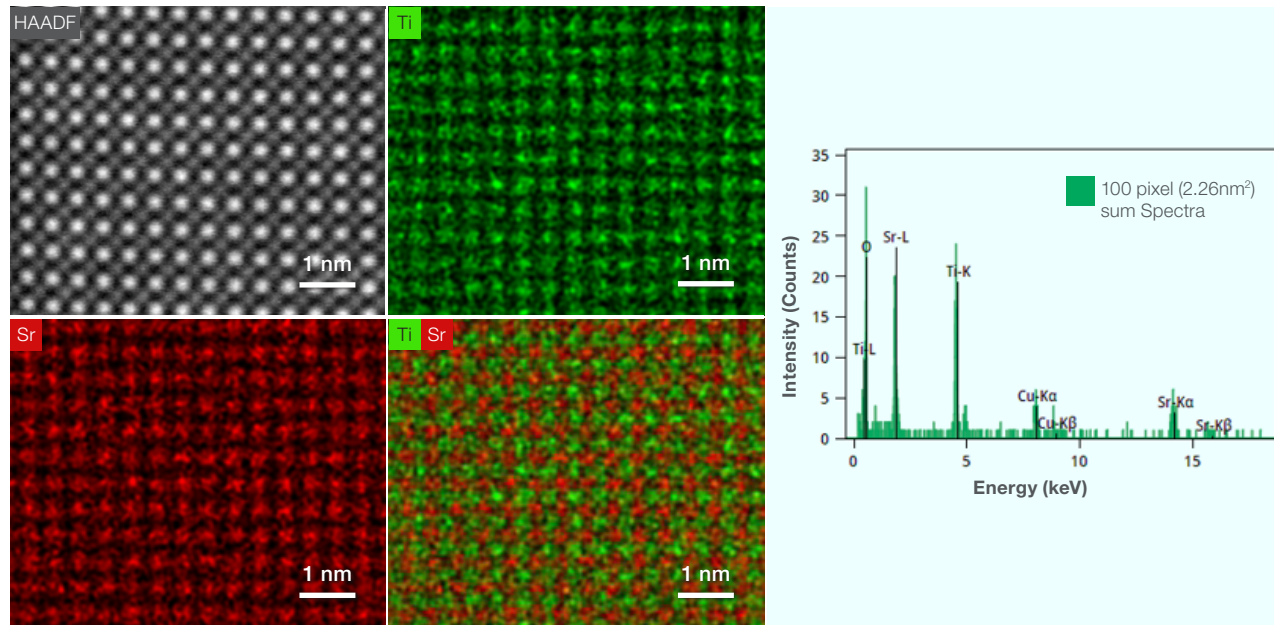 HAADF
1 nm
Ti
1 nm
Sr
1 nm
Ti Sr
1 nm
Intensity (Counts)
35
30
25
20
15
10
5
0
O
Ti-L
Sr-L
Ti-K
Cu-Kα
Cu-Kβ
Sr-Kα
Sr-Kβ
100 pixel (2.26nm²)
sum Spectra
0 5 10 15
Energy (keV)